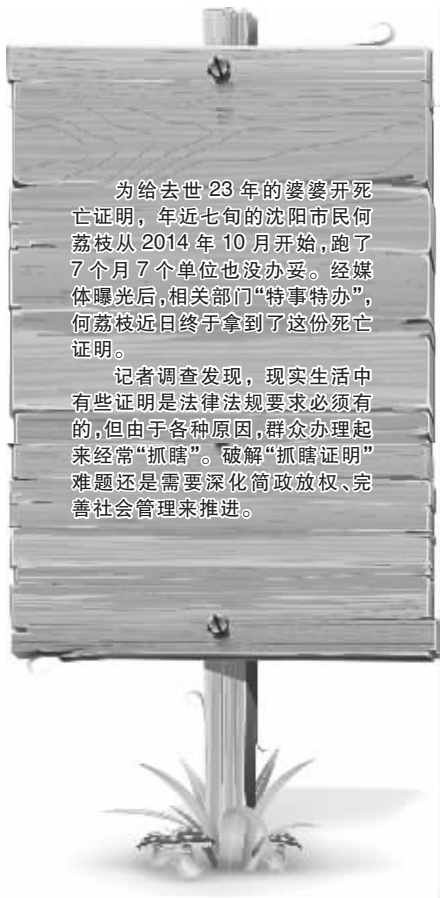 为给去世 23 年的婆婆开死
亡证明，年近七旬的沈阳市民何
荔枝从 2014 年 10 月开始，跑了
7 个月 7 个单位也没办妥。经媒
体曝光后，相关部门“特事特办”，
何荔枝近日终于拿到了这份死亡
证明。
记者调查发现，现实生活中
有些证明是法律法规要求必须有
的，但由于各种原因，群众办理起
来经常“抓瞎”。破解“抓瞎证明”
难题还是需要深化简政放权、完
善社会管理来推进。